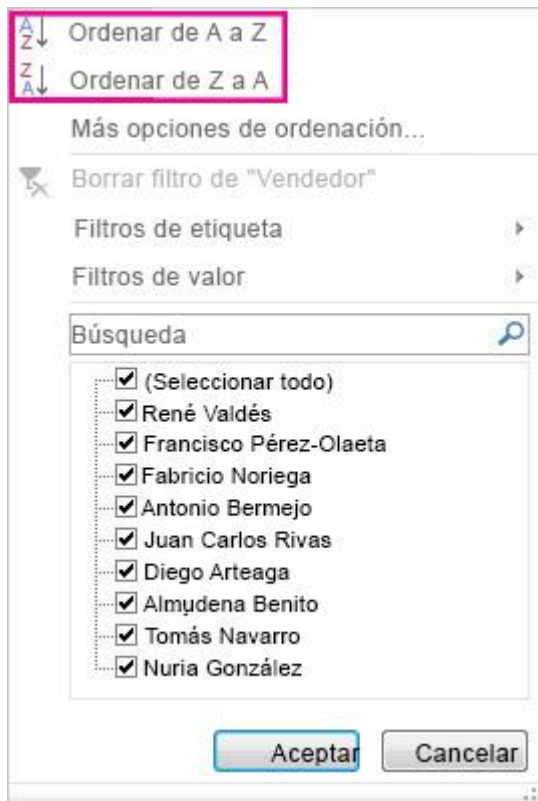 Ordenar de A a Z
Ordenar de Z a A
Más opciones de ordenación...
Borrar filtro de "Vendedor"
Filtros de etiqueta
Filtros de valor
Búsqueda
(Seleccionar todo)
René Valdés
Francisco Pérez-Olaeta
Fabricio Noriega
Antonio Bermejo
Juan Carlos Rivas
Diego Arteaga
Almudena Benito
Tomás Navarro
Nuria González
Aceptar Cancelar